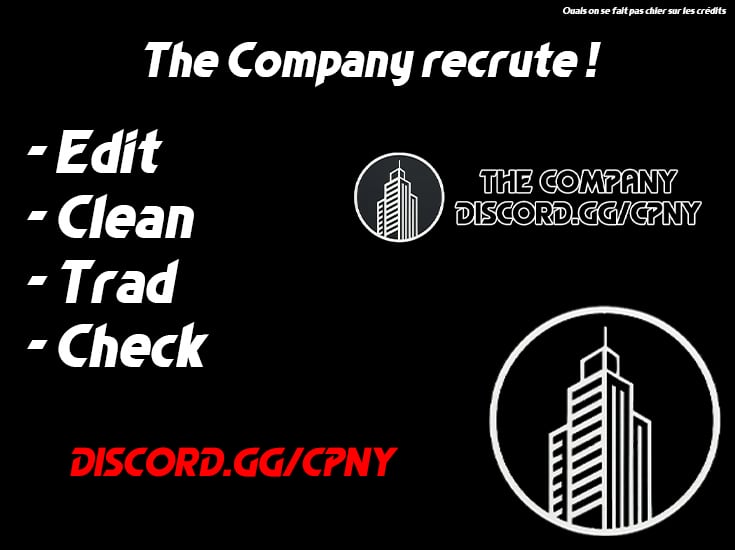 Ouais on se fait pas chier sur les crédits
The Company recrute !
- Edit
- Clean
- Trad
- Check
THE COMPANY
DISCORD.GG/CPNY
DISCORD.GG/CPNY